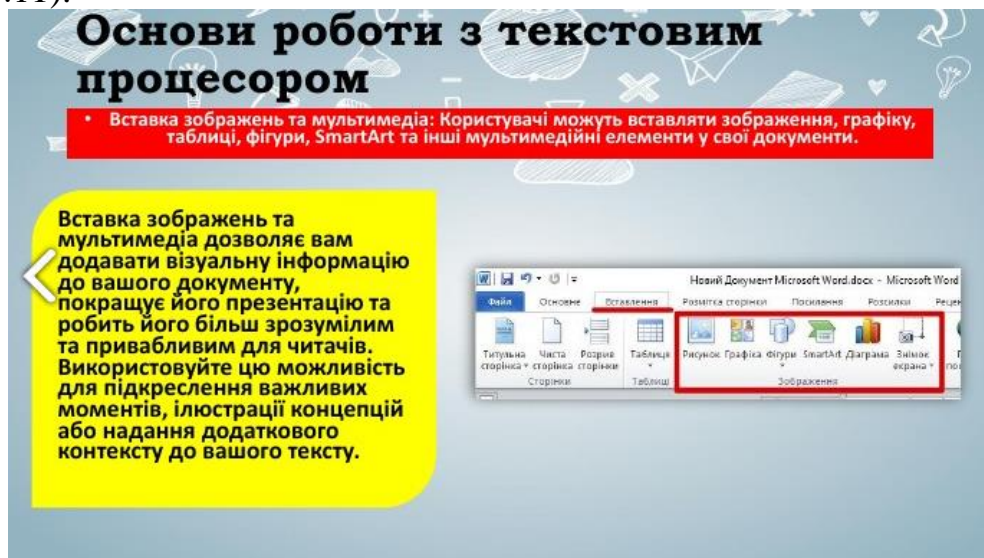 Основи роботи з текстовим
процесором
• Вставка зображень та мультимедіа: Користувачі можуть вставляти зображення, графіку,
таблиці, фігури, SmartArt та інші мультимедійні елементи у свої документи.
Вставка зображень та
мультимедіа дозволяє вам
додавати візуальну інформацію
до вашого документу,
покращує його презентацію та
робить його більш зрозумілим
та привабливим для читачів.
Використовуйте цю можливість
для підкреслення важливих
моментів, ілюстрації концепцій
або надання додаткового
контексту до вашого тексту.
Новий Документ Microsoft Word.docx - Microsoft Word
Файл Основне Вставлення Розмітка сторінки Посилання Розсилки Рецен
Титульна Чиста Розрив Таблиця Рисунок Графіка Фігури SmartArt Діаграма Знімок
сторінка сторінка сторінки екрана
Сторінки Таблиці Зображення